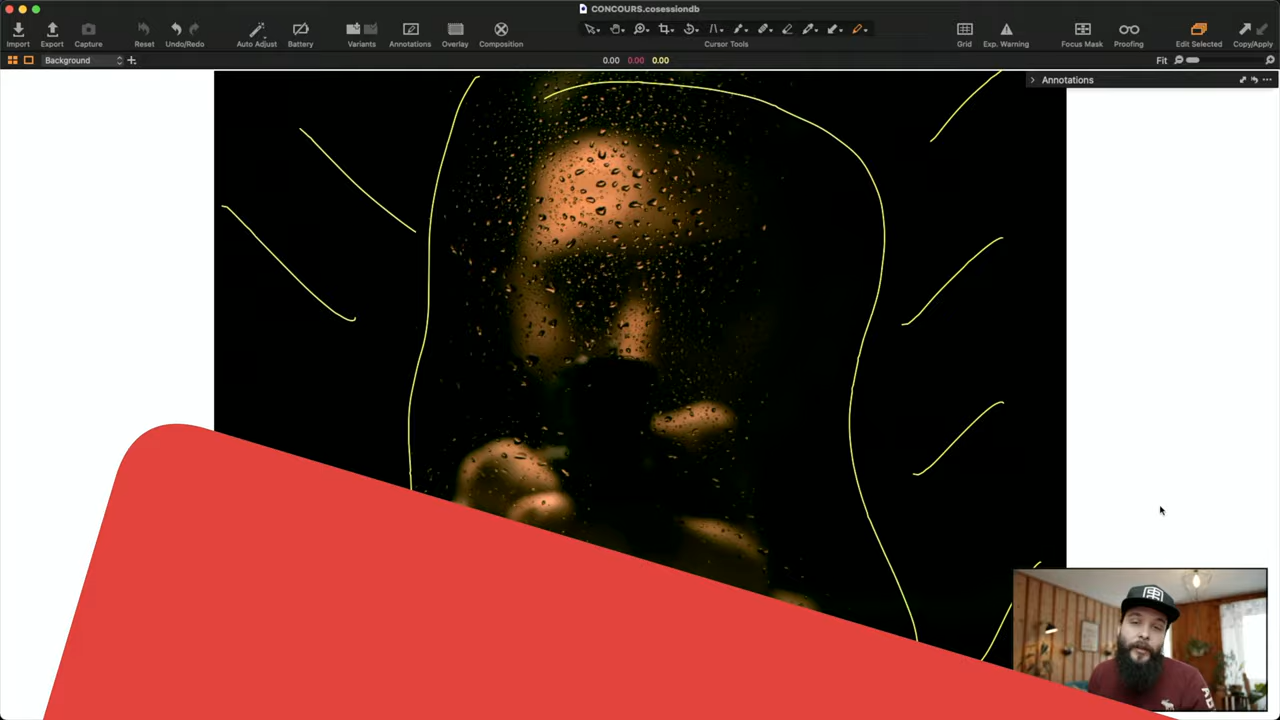 CONCOURS.cosessiondb
Import Export Capture Reset Undo/Redo Auto Adjust Battery Variants Annotations Overlay Composition Cursor Tools Grid Exp. Warning Focus Mask Proofing Edit Selected Copy/Apply
Background 0.00 0.00 0.00 Fit
Annotations